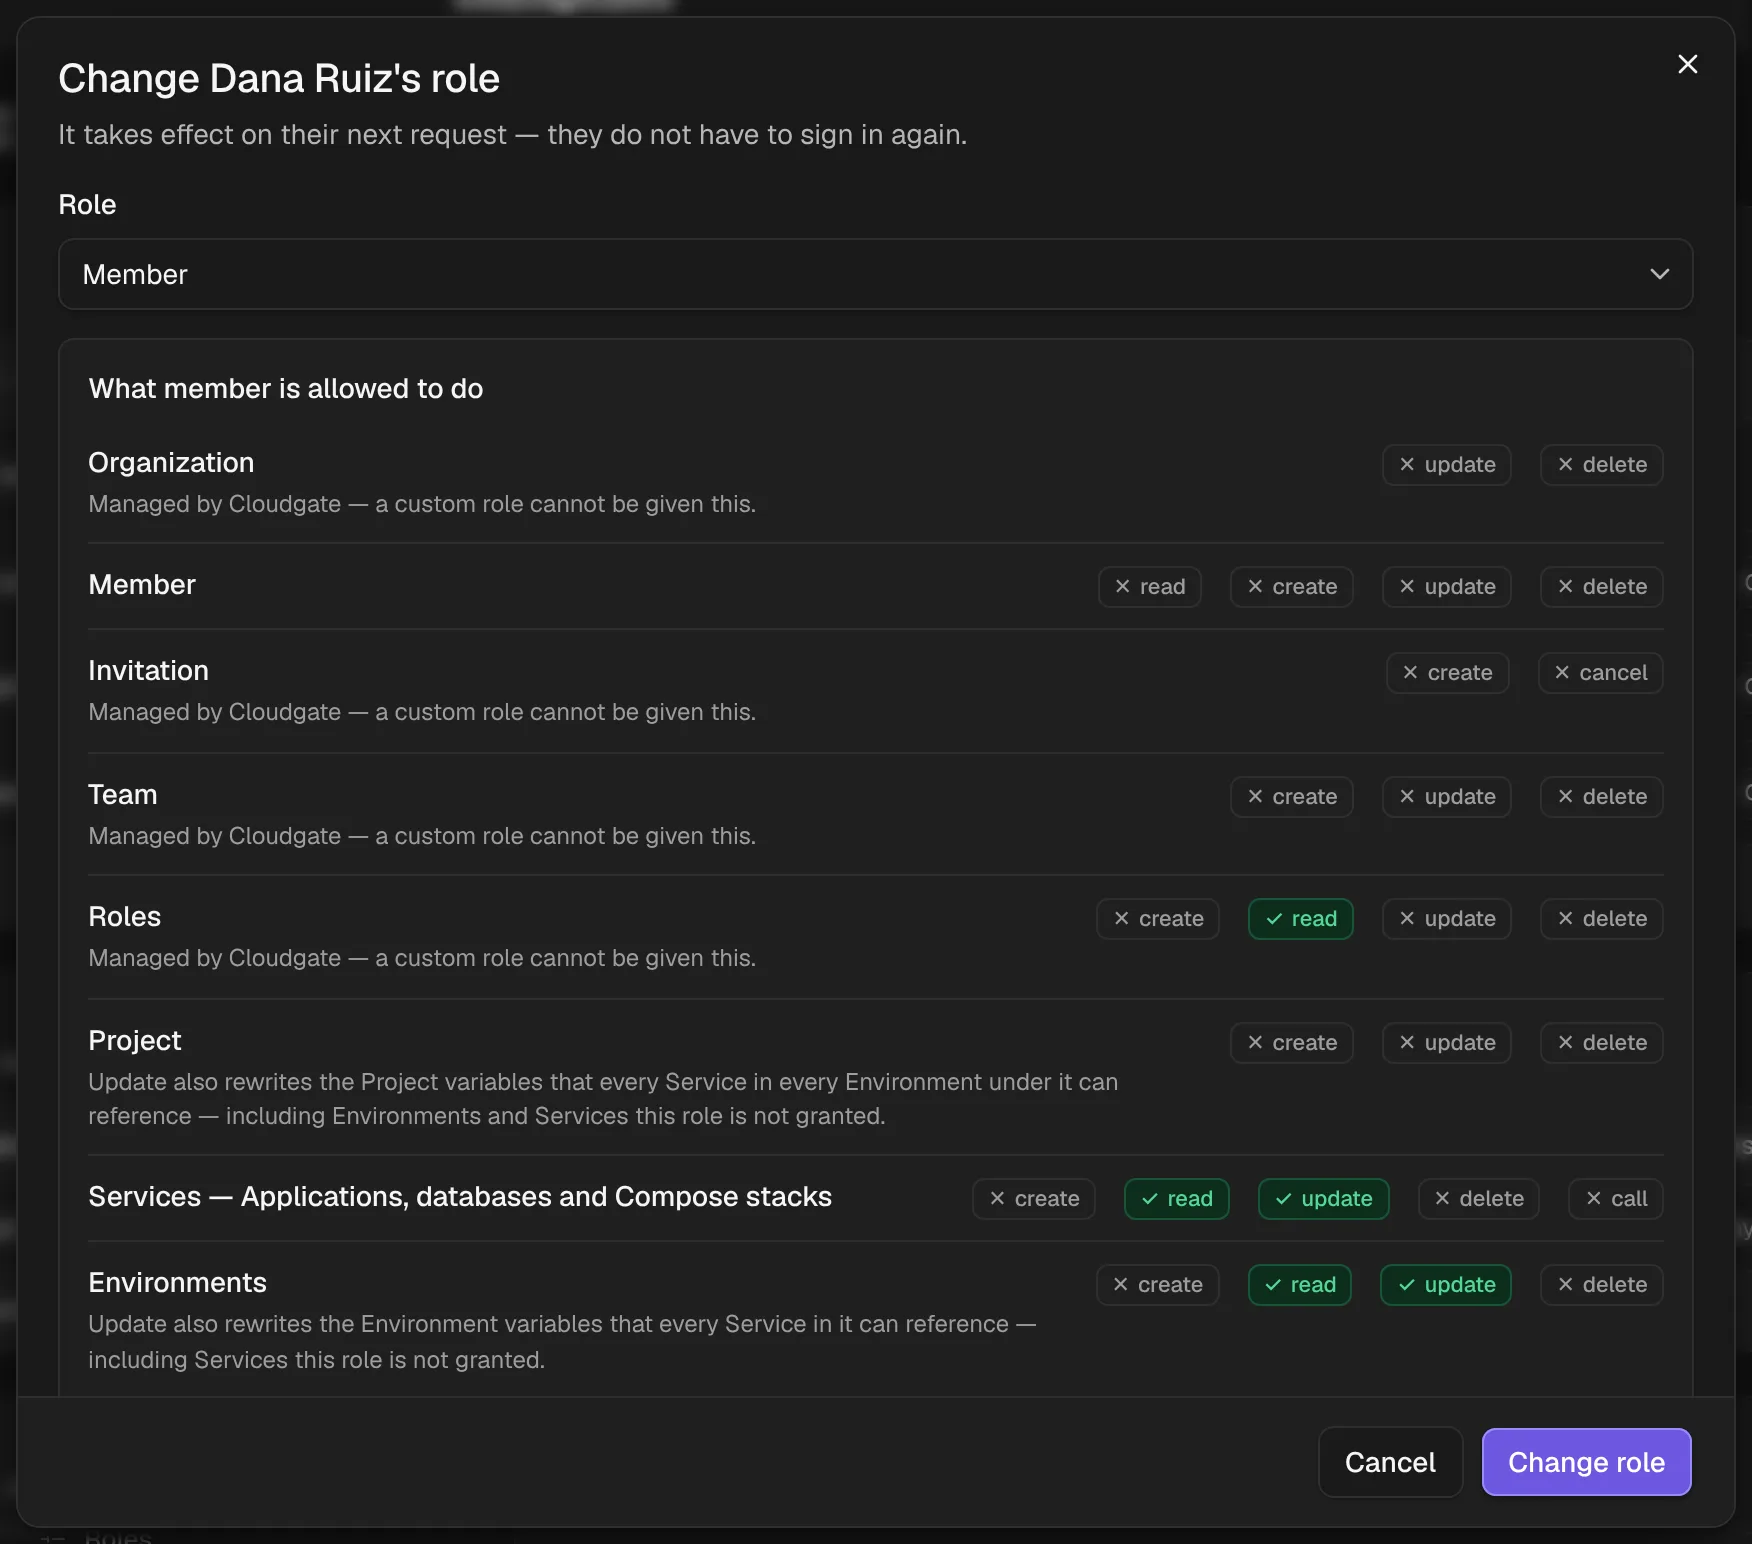 Change Dana Ruiz's role
It takes effect on their next request — they do not have to sign in again.
Role
Member
What member is allowed to do
Organization
× update × delete
Managed by Cloudgate — a custom role cannot be given this.
Member
× read × create × update × delete
Invitation
× create × cancel
Managed by Cloudgate — a custom role cannot be given this.
Team
× create × update × delete
Managed by Cloudgate — a custom role cannot be given this.
Roles
× create ✓ read × update × delete
Managed by Cloudgate — a custom role cannot be given this.
Project
× create × update × delete
Update also rewrites the Project variables that every Service in every Environment under it can
reference — including Environments and Services this role is not granted.
Services — Applications, databases and Compose stacks
× create ✓ read ✓ update × delete × call
Environments
× create ✓ read ✓ update × delete
Update also rewrites the Environment variables that every Service in it can reference —
including Services this role is not granted.
Cancel
Change role
Roles